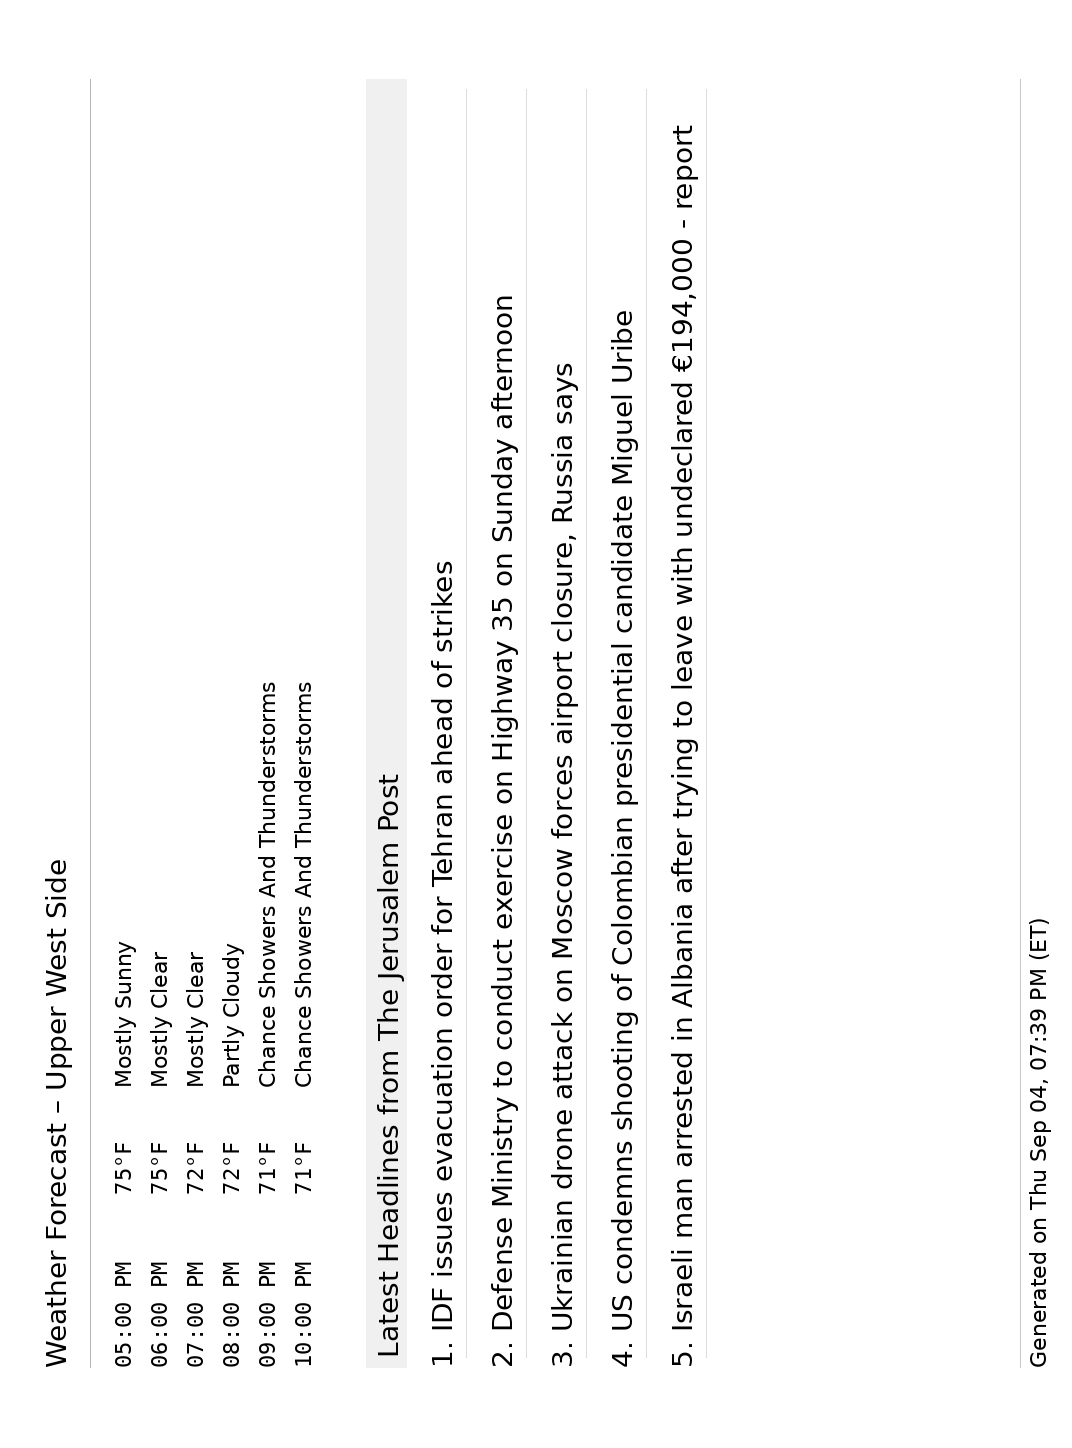 Weather Forecast – Upper West Side
05:00 PM 75°F Mostly Sunny
06:00 PM 75°F Mostly Clear
07:00 PM 72°F Mostly Clear
08:00 PM 72°F Partly Cloudy
09:00 PM 71°F Chance Showers And Thunderstorms
10:00 PM 71°F Chance Showers And Thunderstorms
Latest Headlines from The Jerusalem Post
1. IDF issues evacuation order for Tehran ahead of strikes
2. Defense Ministry to conduct exercise on Highway 35 on Sunday afternoon
3. Ukrainian drone attack on Moscow forces airport closure, Russia says
4. US condemns shooting of Colombian presidential candidate Miguel Uribe
5. Israeli man arrested in Albania after trying to leave with undeclared €194,000 - report
Generated on Thu Sep 04, 07:39 PM (ET)